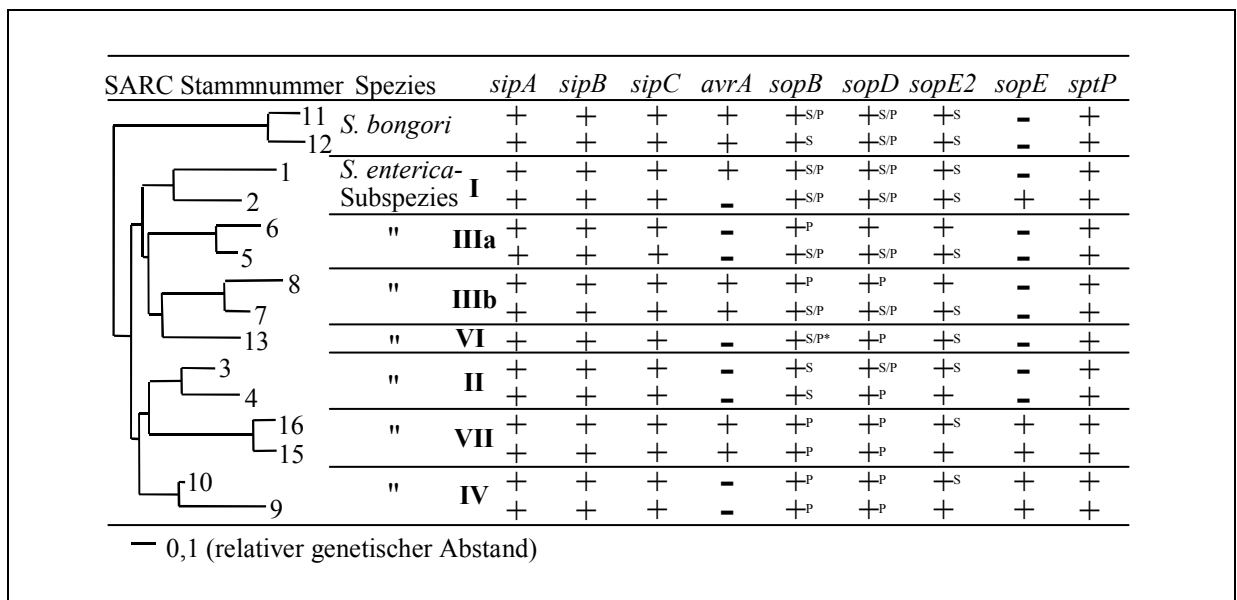 SARC Stammnummer Spezies sipA sipB sipC avrA sopB sopD sopE2 sopE sptP
11 S. bongori + + + + +S/P +S/P +S - +
12 + + + + +S +S/P +S - +
1 S. enterica- + + + + +S/P +S/P +S - +
2 Subspezies I + + + - +S/P +S/P +S + +
6 " IIIa + + + - +P + + - +
5 + + + - +S/P +S/P +S - +
8 " IIIb + + + + +P +P + - +
7 + + + + +S/P +S/P +S - +
13 " VI + + + - +S/P* +P +S - +
3 " II + + + - +S +S/P +S - +
4 + + + - +S +P + - +
16 " VII + + + + +P +P +S + +
15 + + + + +P +P + + +
10 " IV + + + - +P +P +S + +
9 + + + - +P +P + + +
0,1 (relativer genetischer Abstand)